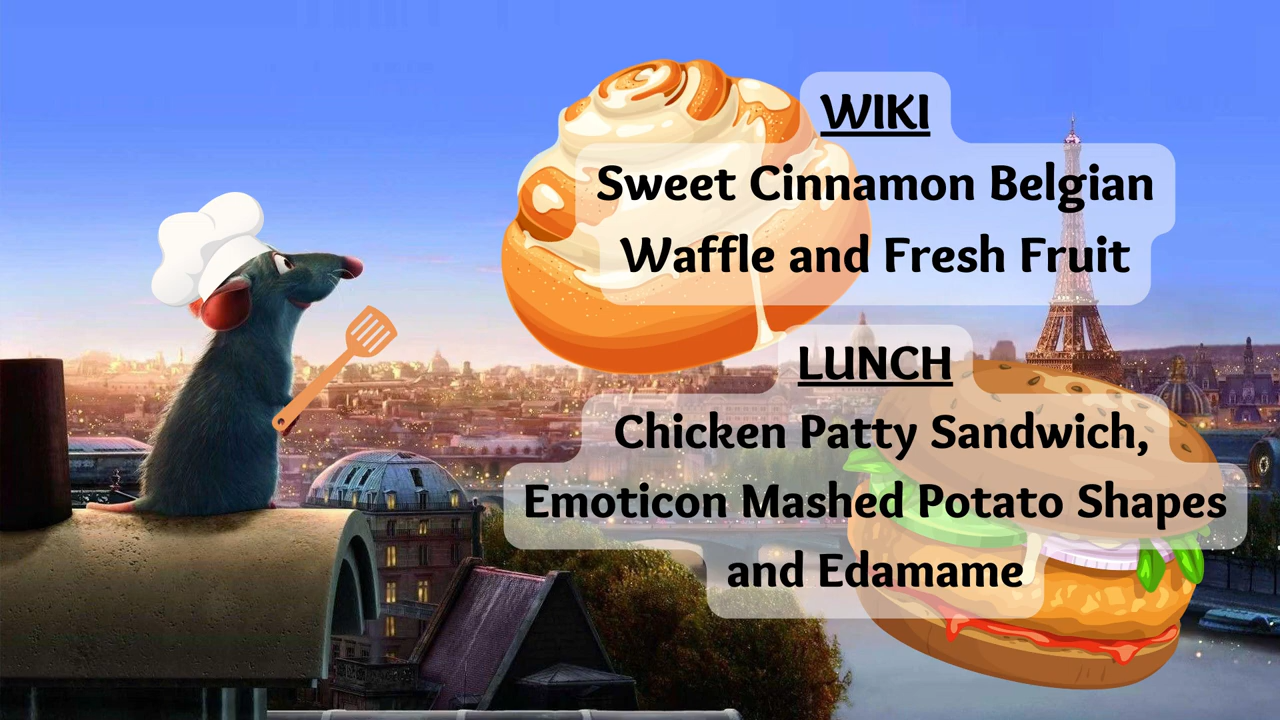 WIKI
Sweet Cinnamon Belgian
Waffle and Fresh Fruit
LUNCH
Chicken Patty Sandwich,
Emoticon Mashed Potato Shapes
and Edamame